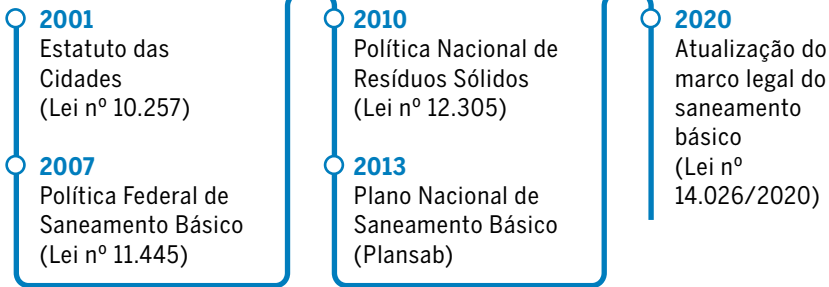 2001
Estatuto das
Cidades
(Lei nº 10.257)
2007
Política Federal de
Saneamento Básico
(Lei nº 11.445)
2010
Política Nacional de
Resíduos Sólidos
(Lei nº 12.305)
2013
Plano Nacional de
Saneamento Básico
(Plansab)
2020
Atualização do
marco legal do
saneamento
básico
(Lei nº
14.026/2020)